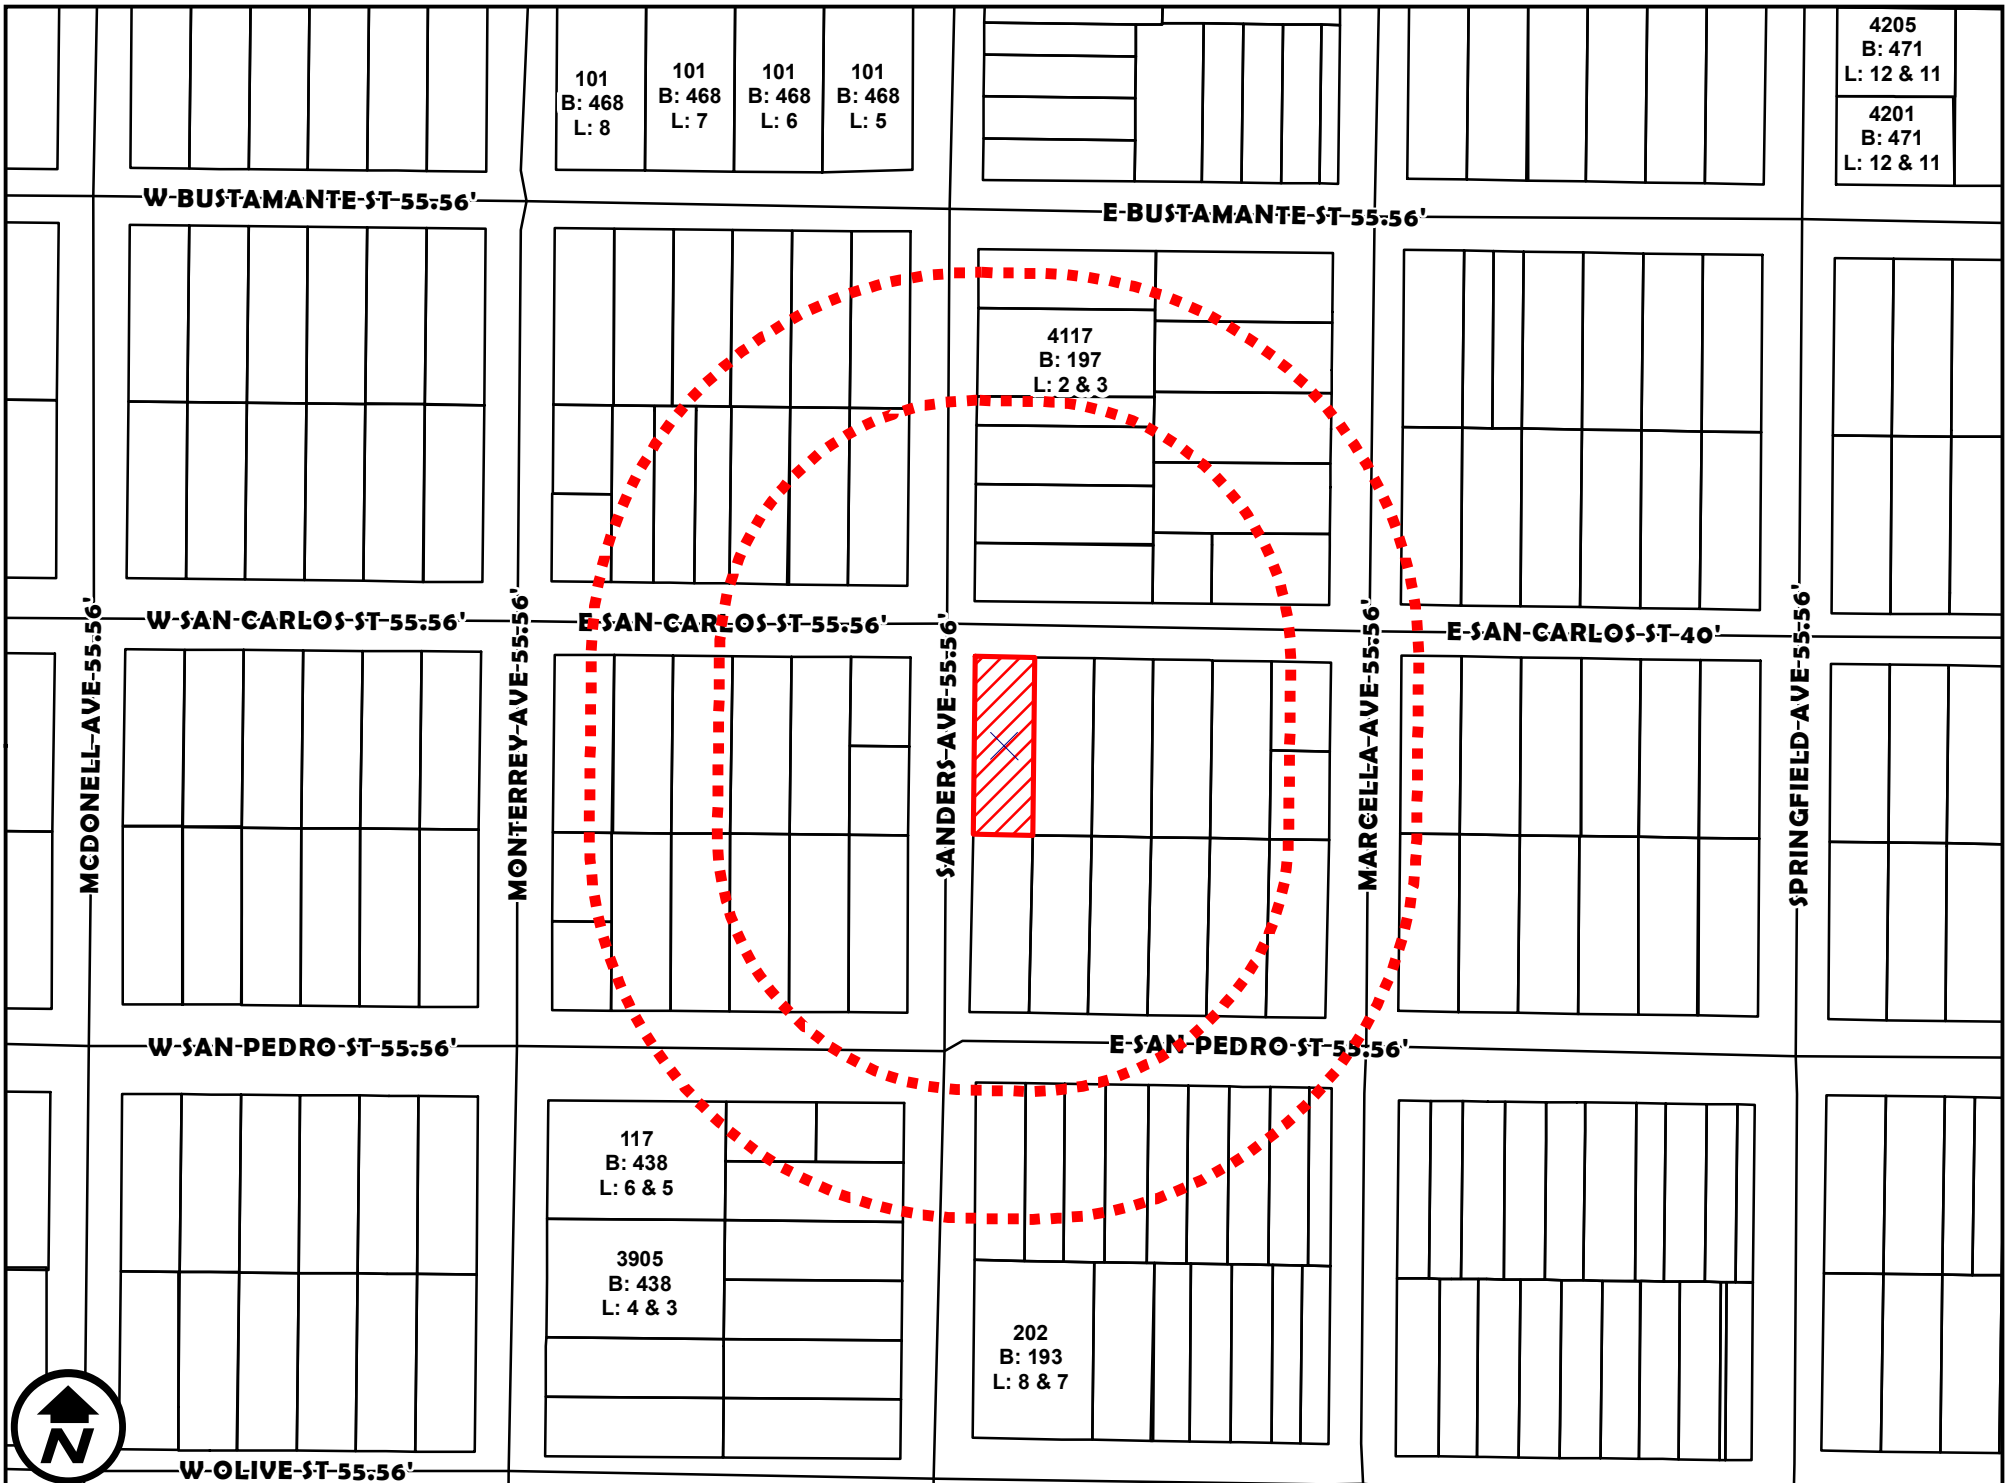 4205
B: 471
L: 12 & 11
101
B: 468
L: 8
101
B: 468
L: 7
101
B: 468
L: 6
101
B: 468
L: 5
4201
B: 471
L: 12 & 11
W-BUSTAMANTE-ST-55.56'
E-BUSTAMANTE-ST-55.56'
4117
B: 197
L: 2 & 3
W-SAN-CARLOS-ST-55.56'
E-SAN-CARLOS-ST-55.56'
E-SAN-CARLOS-ST-40'
MCDONELL-AVE-55.56'
MONTERREY-AVE-55.56'
SANDERS-AVE-55.56'
MARCELLA-AVE-55.56'
SPRINGFIELD-AVE-55.56'
W-SAN-PEDRO-ST-55.56'
E-SAN-PEDRO-ST-55.56'
117
B: 438
L: 6 & 5
3905
B: 438
L: 4 & 3
202
B: 193
L: 8 & 7
N
W-OLIVE-ST-55.56'